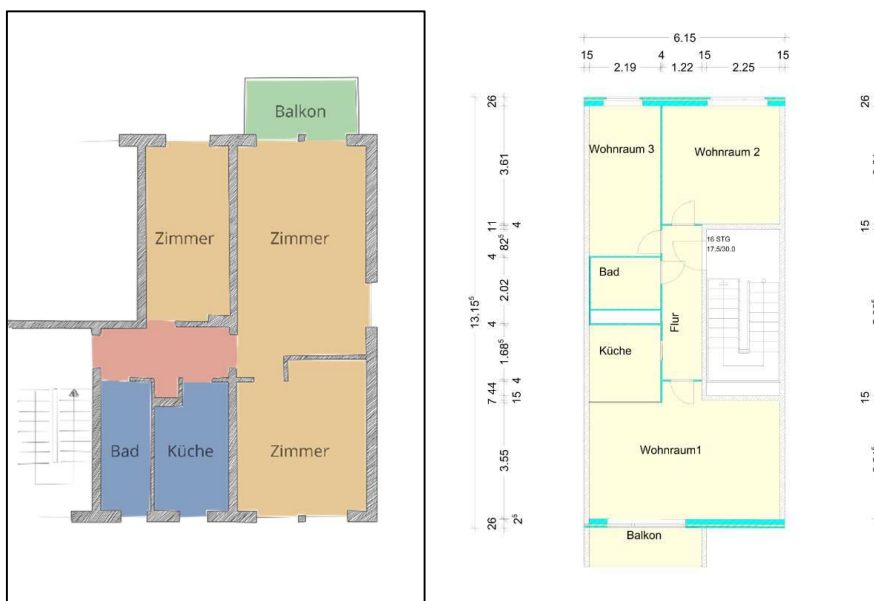 Balkon
Zimmer
Zimmer
Bad
Küche
Zimmer
6.15
15 4 15 15
2.19 1.22 2.25
26
3.61
11 4
4 82⁵
2.02
4
1.68⁵
7 44 15 4
3.55
26 2⁵
13.15⁵
Wohnraum 3
Wohnraum 2
16 STG
17.5/30.0
Bad
Flur
Küche
Wohnraum1
Balkon
26
15
15